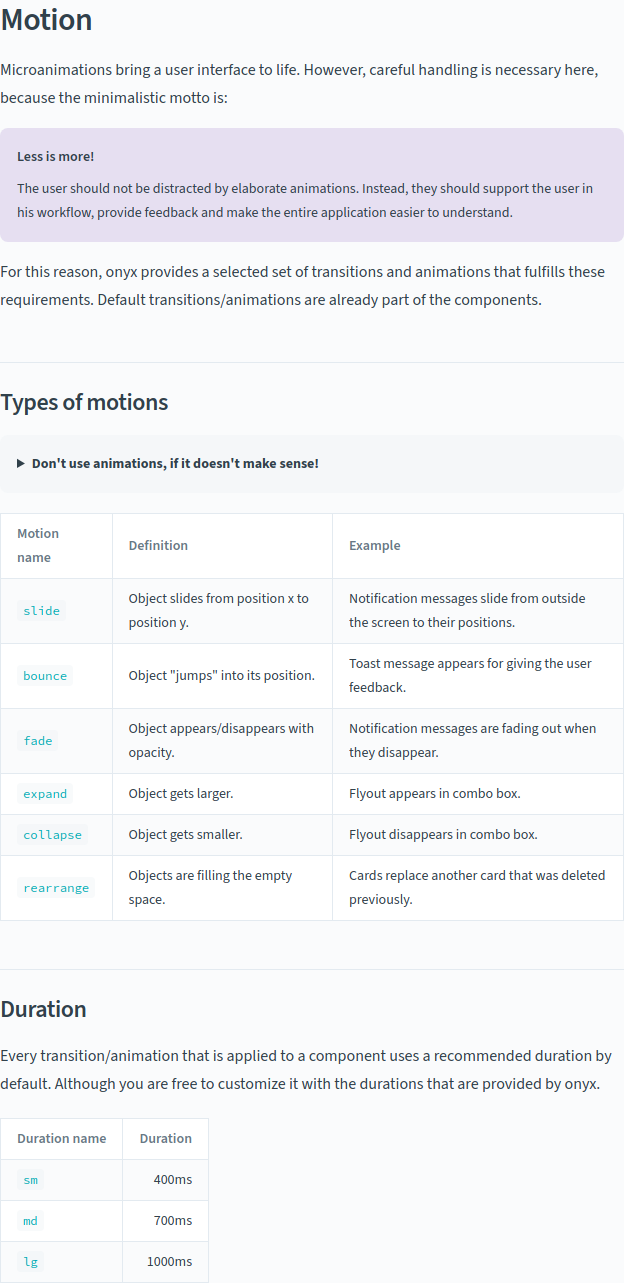 Motion
Microanimations bring a user interface to life. However, careful handling is necessary here,
because the minimalistic motto is:
Less is more!
The user should not be distracted by elaborate animations. Instead, they should support the user in
his workflow, provide feedback and make the entire application easier to understand.
For this reason, onyx provides a selected set of transitions and animations that fulfills these
requirements. Default transitions/animations are already part of the components.
Types of motions
Don't use animations, if it doesn't make sense!
Motion
name
Definition
Example
slide
Object slides from position x to
position y.
Notification messages slide from outside
the screen to their positions.
bounce
Object "jumps" into its position.
Toast message appears for giving the user
feedback.
fade
Object appears/disappears with
opacity.
Notification messages are fading out when
they disappear.
expand
Object gets larger.
Flyout appears in combo box.
collapse
Object gets smaller.
Flyout disappears in combo box.
rearrange
Objects are filling the empty
space.
Cards replace another card that was deleted
previously.
Duration
Every transition/animation that is applied to a component uses a recommended duration by
default. Although you are free to customize it with the durations that are provided by onyx.
Duration name
Duration
sm
400ms
md
700ms
lg
1000ms